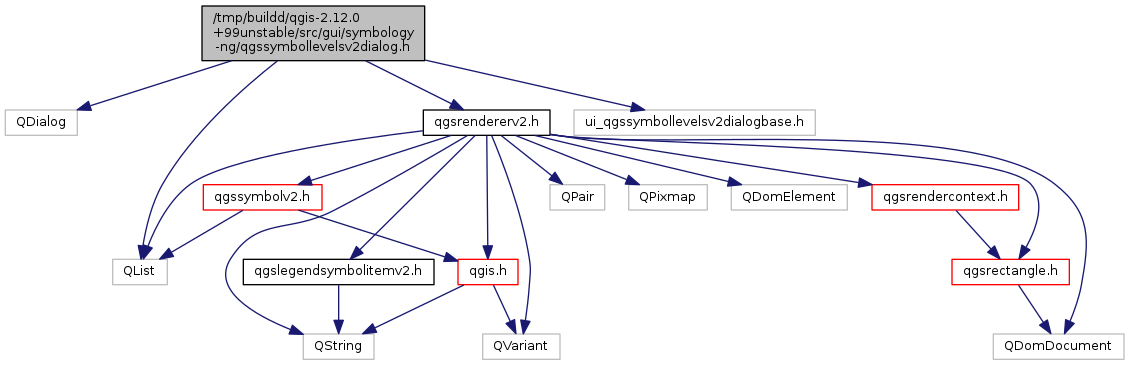 /tmp/buildd/qgis-2.12.0
+99unstable/src/gui/symbology
-ng/qgssymbollevelsv2dialog.h
QDialog
qgsrendererv2.h
ui_qgssymbollevelsv2dialogbase.h
qgssymbolv2.h
QPair
QPixmap
QDomElement
qgsrendercontext.h
QList
qgslegendsymbolitemv2.h
qgis.h
qgsrectangle.h
QString
QVariant
QDomDocument